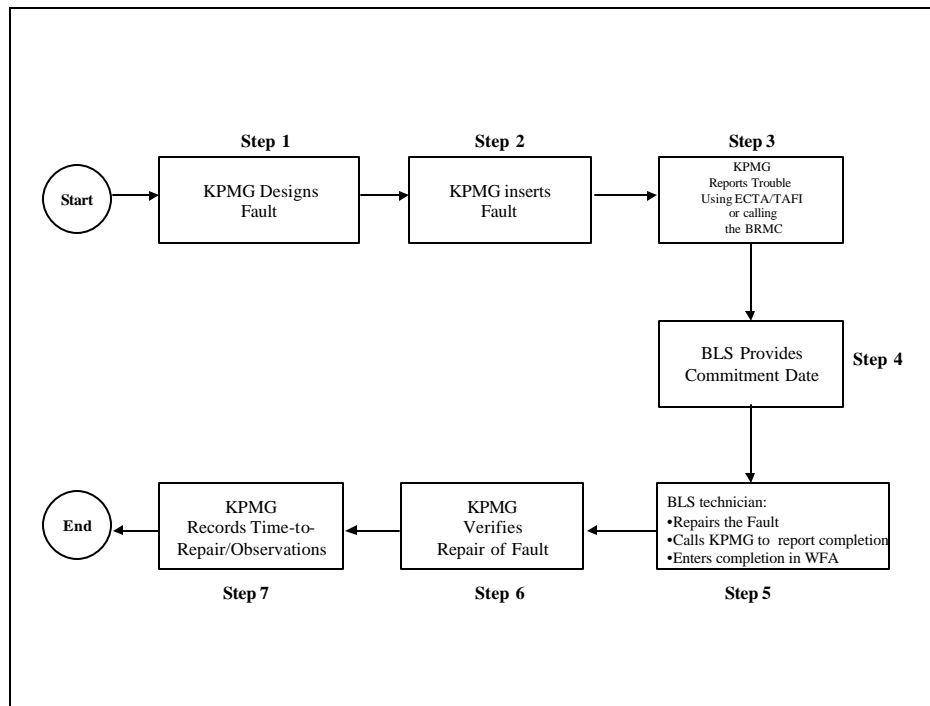 Step 1
Step 2
Step 3
Start
KPMG Designs
Fault
KPMG inserts
Fault
KPMG
Reports Trouble
Using ECTA/TAFI
or calling
the BRMC
BLS Provides
Commitment Date
Step 4
BLS technician:
•Repairs the Fault
•Calls KPMG to report completion
•Enters completion in WFA
Step 5
KPMG
Verifies
Repair of Fault
Step 6
KPMG
Records Time-to-
Repair/Observations
Step 7
End